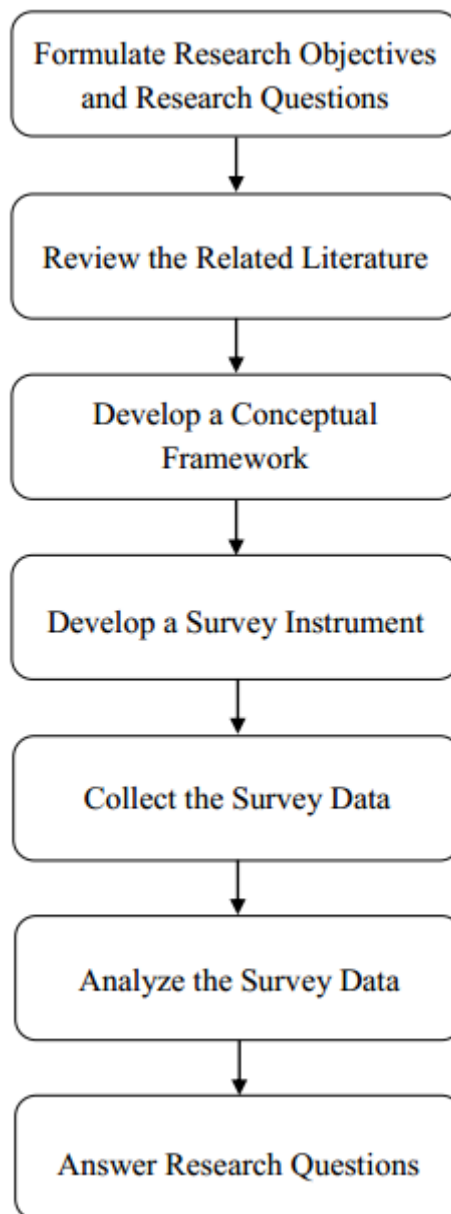 Formulate Research Objectives
and Research Questions
Review the Related Literature
Develop a Conceptual
Framework
Develop a Survey Instrument
Collect the Survey Data
Analyze the Survey Data
Answer Research Questions